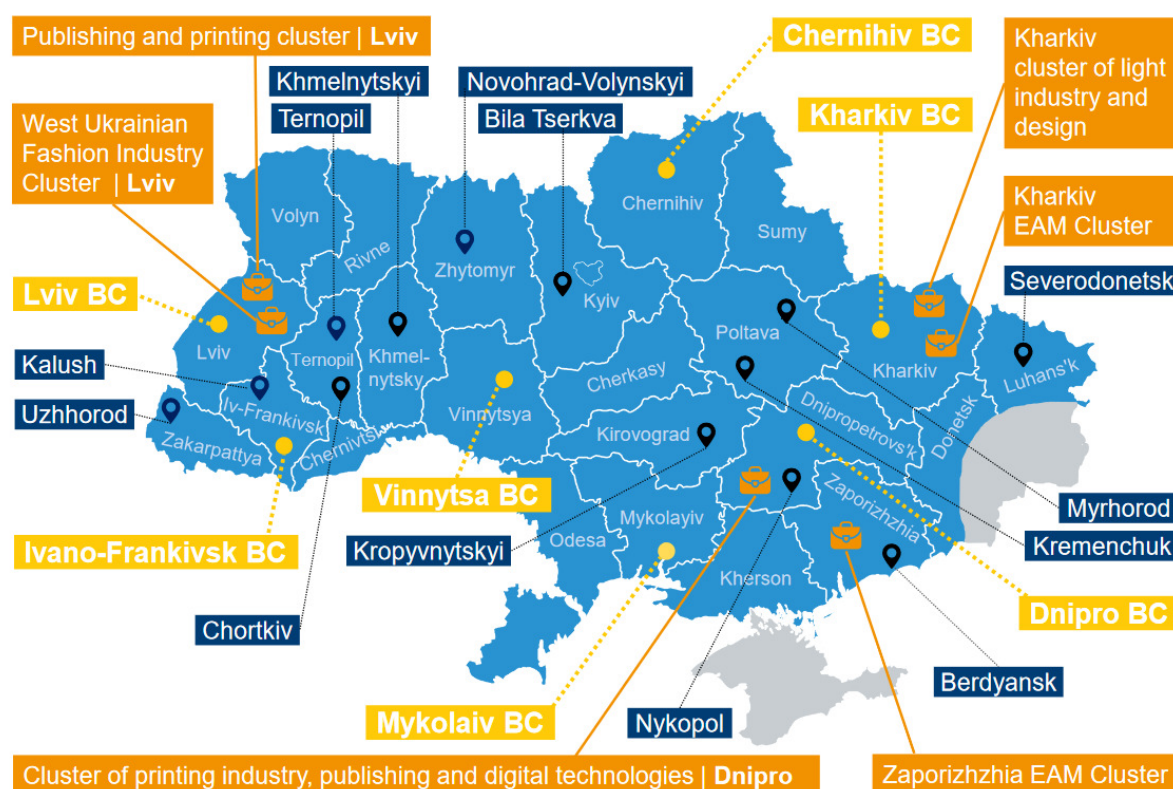 Publishing and printing cluster | Lviv
Chernihiv BC
Kharkiv
cluster of light
industry and
design
Khmelnytskyi
Novohrad-Volynskyi
Ternopil
Bila Tserkva
Kharkiv BC
West Ukrainian
Fashion Industry
Cluster | Lviv
Kharkiv
EAM Cluster
Volyn
Rivne
Zhytomyr
Kyiv
Chernihiv
Sumy
Severodonetsk
Lviv BC
Lviv
Ternopil
Khmel-
nytsky
Vinnytsya
Cherkasy
Poltava
Kharkiv
Luhans'k
Donetsk
Kalush
Uzhhorod
Zakarpattya
Iv-Frankivsk
Chernivtsi
Kirovograd
Dnipropetrovs'k
Zaporizhzhia
Vinnytsa BC
Ivano-Frankivsk BC
Odesa
Mykolayiv
Kherson
Kropyvnytskyi
Myrhorod
Kremenchuk
Chortkiv
Dnipro BC
Berdyansk
Mykolaiv BC
Nykopol
Cluster of printing industry, publishing and digital technologies | Dnipro
Zaporizhzhia EAM Cluster